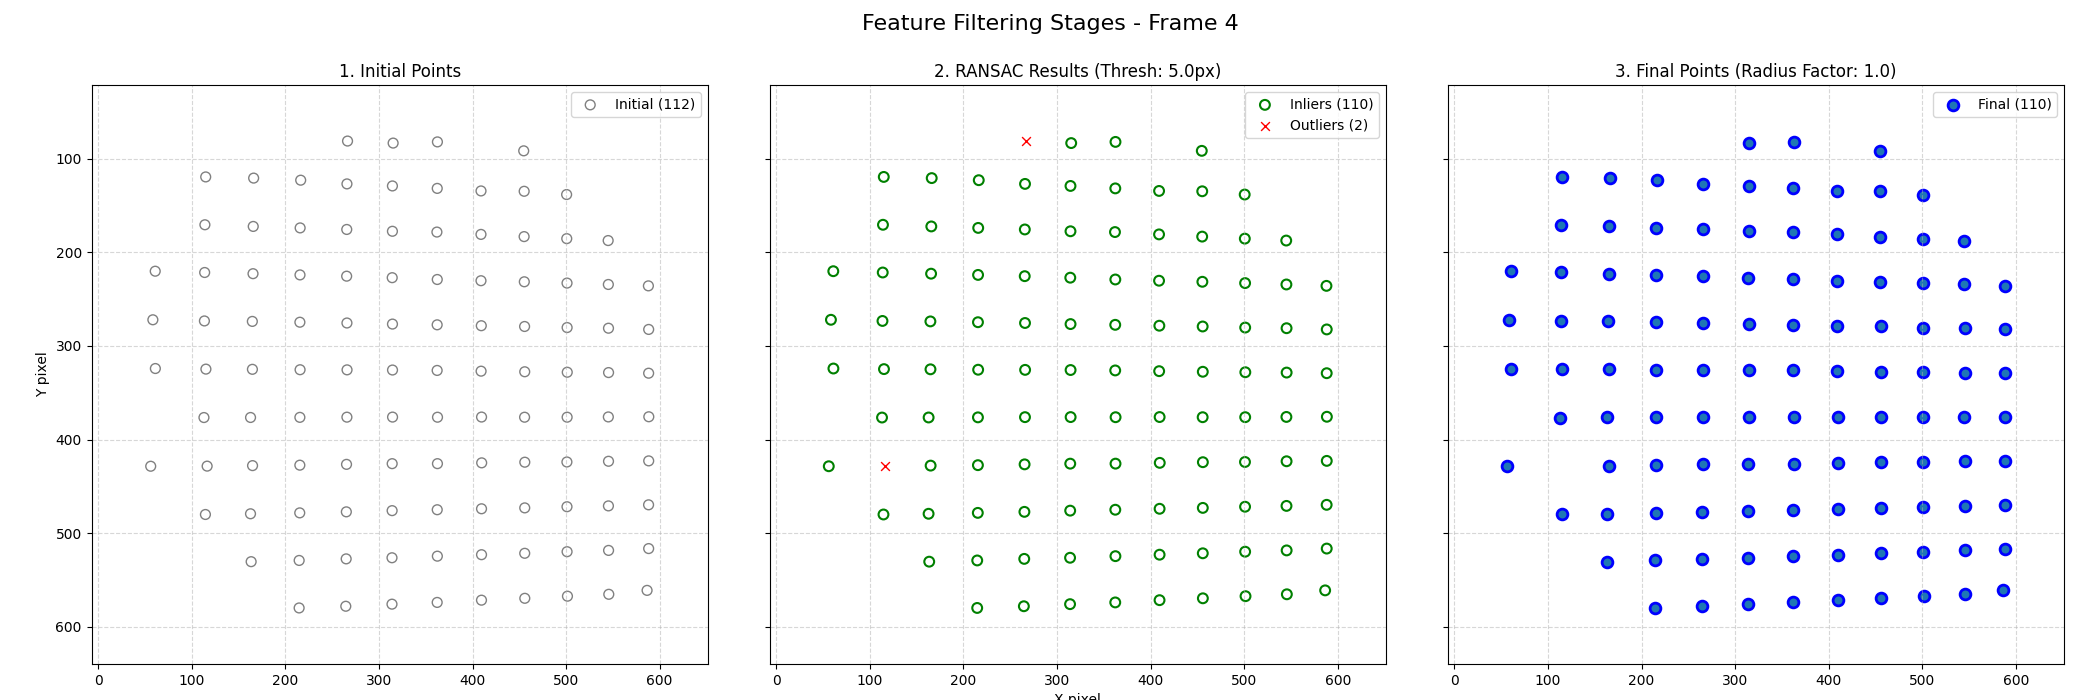 Feature Filtering Stages - Frame 4
1. Initial Points
Initial (112)
Y pixel
100
200
300
400
500
600
0 100 200 300 400 500 600
2. RANSAC Results (Thresh: 5.0px)
Inliers (110)
Outliers (2)
0 100 200 300 400 500 600
X pixel
3. Final Points (Radius Factor: 1.0)
Final (110)
0 100 200 300 400 500 600